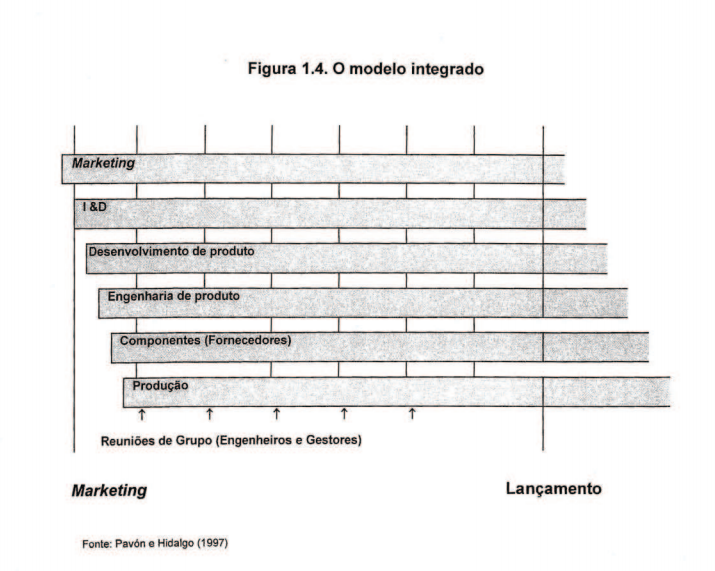 Figura 1.4. O modelo integrado
Marketing
I &D
Desenvolvimento de produto
Engenharia de produto
Componentes (Fornecedores)
Produção
Reuniões de Grupo (Engenheiros e Gestores)
Marketing
Lançamento
Fonte: Pavón e Hidalgo (1997)